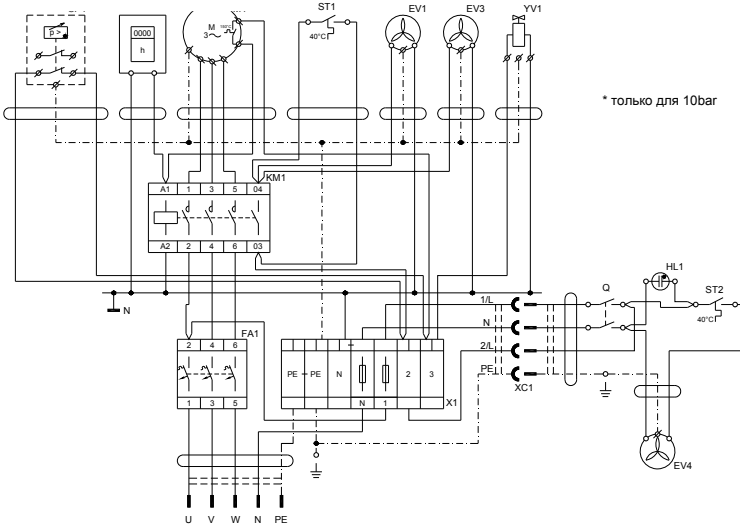 ST1
EV1
EV3
YV1
p >
0000
h
M
3
150°C
40°C
* только для 10bar
KM1
A1 1 3 5 04
A2 2 4 6 03
N
HL1
Q
ST2
1/L
N
2/L
PE
XC1
40°C
FA1
2 4 6
1 3 5
PE PE N 2 3
N 1
X1
EV4
U V W N PE